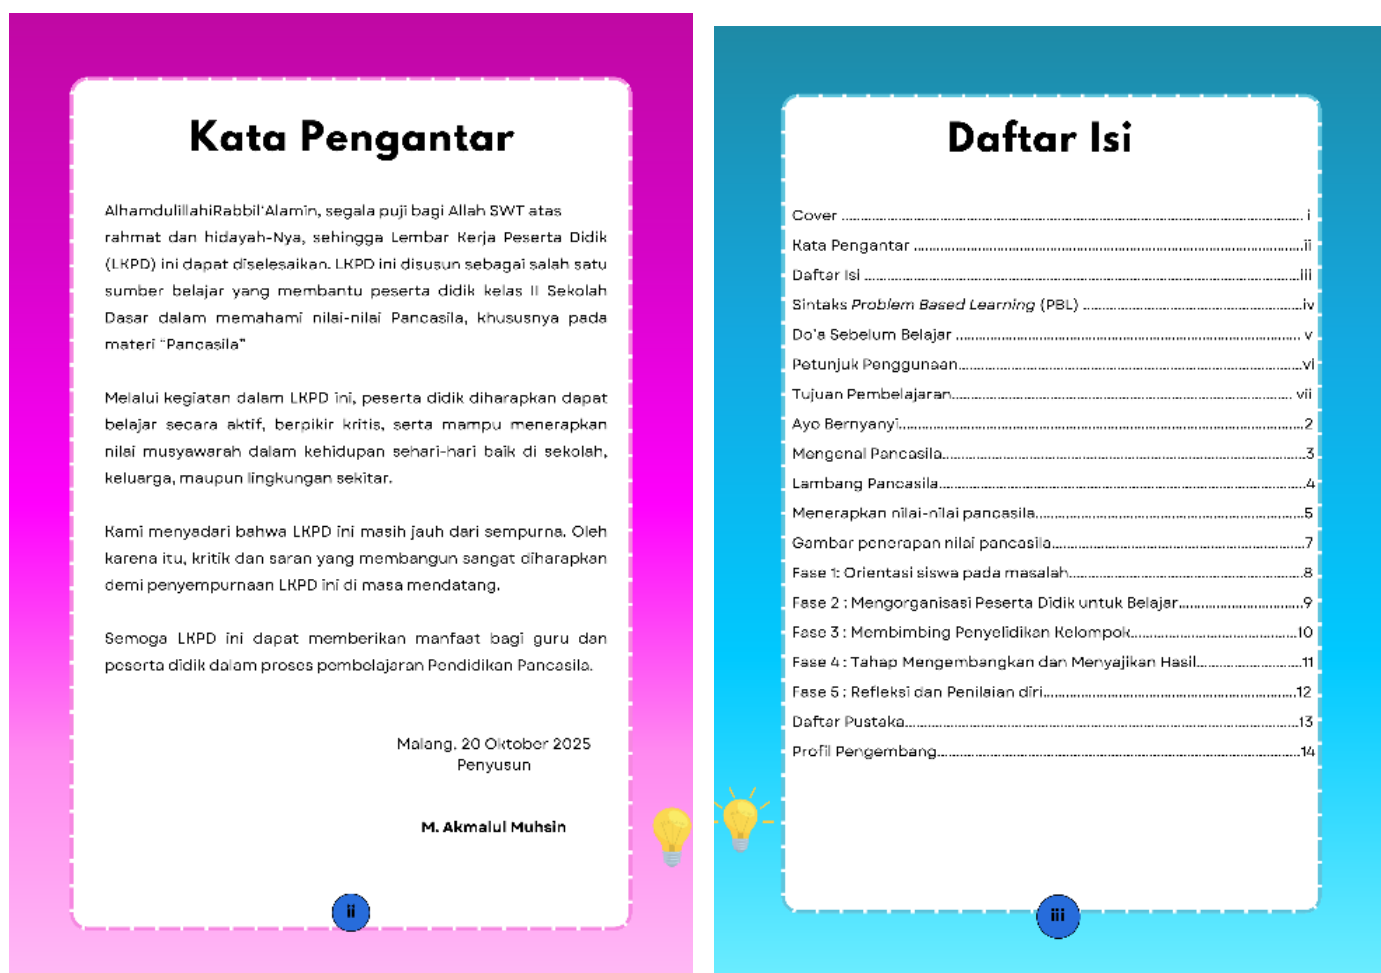 Kata Pengantar
AlhamdulillahiRabbil'Alamin, segala puji bagi Allah SWT atas
rahmat dan hidayah-Nya, sehingga Lembar Kerja Peserta Didik
(LKPD) ini dapat diselesaikan. LKPD ini disusun sebagai salah satu
sumber belajar yang membantu peserta didik kelas II Sekolah
Dasar dalam memahami nilai-nilai Pancasila, khususnya pada
materi “Pancasila”
Melalui kegiatan dalam LKPD ini, peserta didik diharapkan dapat
belajar secara aktif, berpikir kritis, serta mampu menerapkan
nilai musyawarah dalam kehidupan sehari-hari baik di sekolah,
keluarga, maupun lingkungan sekitar.
Kami menyadari bahwa LKPD ini masih jauh dari sempurna. Oleh
karena itu, kritik dan saran yang membangun sangat diharapkan
demi penyempurnaan LKPD ini di masa mendatang.
Semoga LKPD ini dapat memberikan manfaat bagi guru dan
peserta didik dalam proses pembelajaran Pendidikan Pancasila.
Malang, 20 Oktober 2025
Penyusun
M. Akmalul Muhsin
ii
Daftar Isi
Cover ........................................ i
Kata Pengantar ........................................ii
Daftar Isi ........................................iii
Sintaks Problem Based Learning (PBL) ........................................iv
Do'a Sebelum Belajar ........................................ v
Petunjuk Penggunaan........................................vi
Tujuan Pembelajaran........................................ vii
Ayo Bernyanyi........................................2
Mengenal Pancasila........................................3
Lambang Pancasila........................................4
Menerapkan nilai-nilai pancasila........................................5
Gambar penerapan nilai pancasila........................................7
Fase 1: Orientasi siswa pada masalah........................................8
Fase 2 : Mengorganisasi Peserta Didik untuk Belajar........................................9
Fase 3 : Membimbing Penyelidikan Kelompok........................................10
Fase 4 : Tahap Mengembangkan dan Menyajikan Hasil........................................11
Fase 5 : Refleksi dan Penilaian diri........................................12
Daftar Pustaka........................................13
Profil Pengembang........................................14
iii